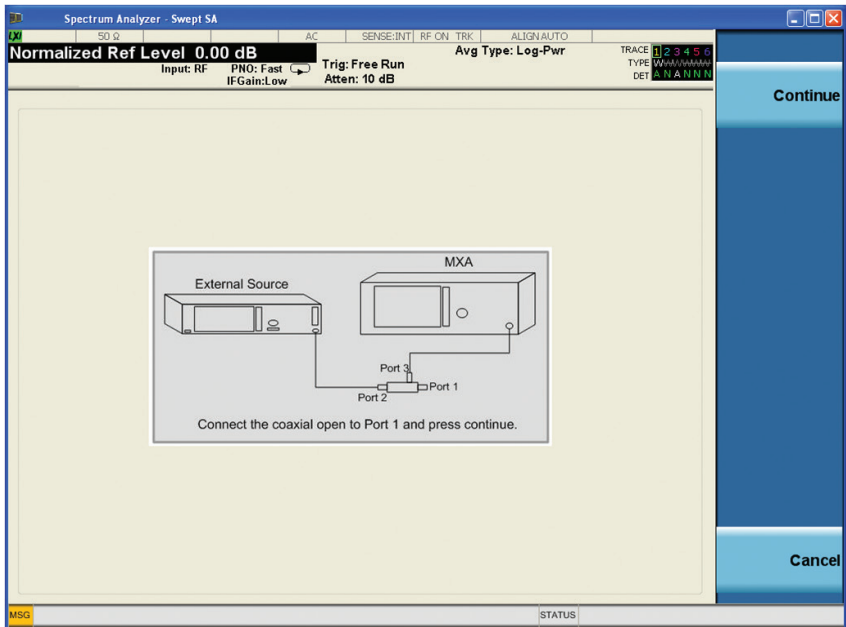 Spectrum Analyzer - Swept SA
LXI
50 Ω AC SENSE:INT RF ON TRK ALIGN AUTO
Normalized Ref Level 0.00 dB
Input: RF
PNO: Fast
IFGain:Low
Trig: Free Run
Atten: 10 dB
Avg Type: Log-Pwr
TRACE 1 2 3 4 5 6
TYPE WWWWWW
DET A N A N N N
Continue
MXA
External Source
Port 3
Port 1
Port 2
Connect the coaxial open to Port 1 and press continue.
Cancel
MSG
STATUS